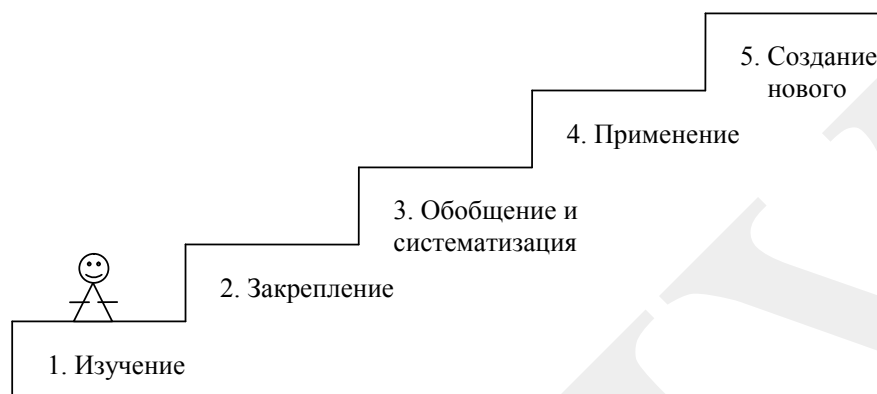 5. Создание
нового
4. Применение
3. Обобщение и
систематизация
2. Закрепление
1. Изучение